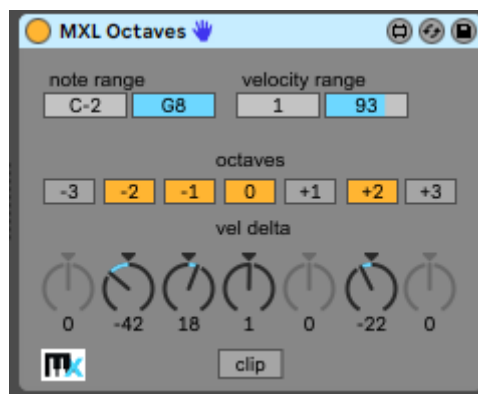 MXL Octaves
note range velocity range
C-2 G8 1 93
octaves
-3 -2 -1 0 +1 +2 +3
vel delta
0 -42 18 1 0 -22 0
mx clip